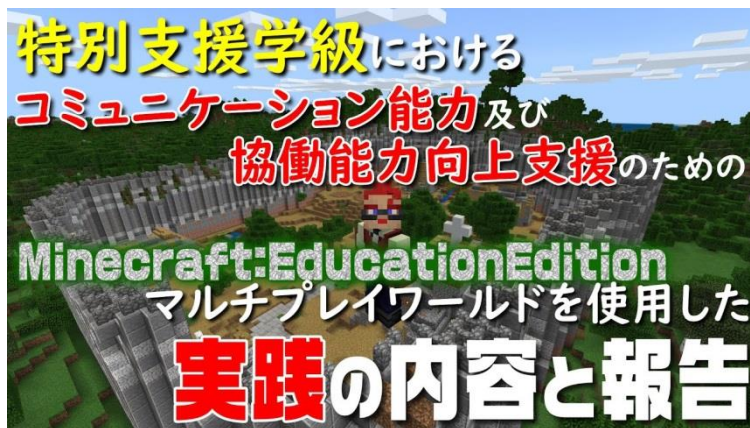 特別支援学級における
コミュニケーション能力及び
協働能力向上支援のための
Minecraft:EducationEdition
マルチプレイワールドを使用した
実践の内容と報告